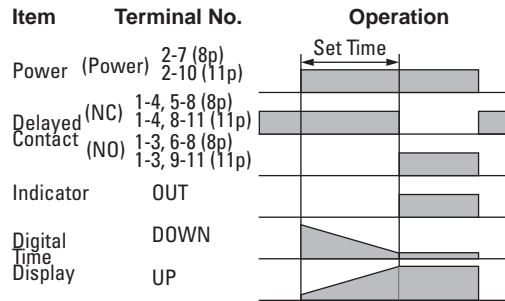 Item Terminal No. Operation
Set Time
Power (Power) 2-7 (8p)
2-10 (11p)
Delayed Contact (NC) 1-4, 5-8 (8p)
1-4, 8-11 (11p)
(NO) 1-3, 6-8 (8p)
1-3, 9-11 (11p)
Indicator OUT
Digital Time Display DOWN
UP